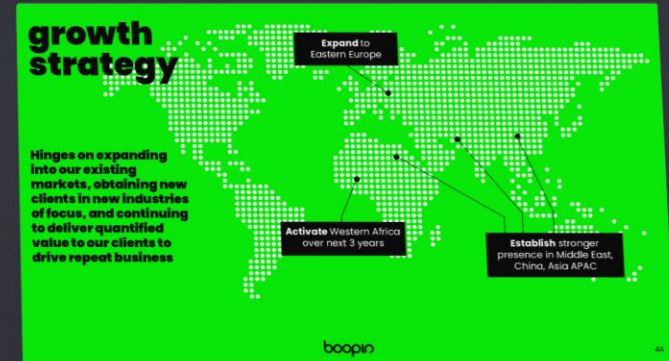 growth
strategy
Expand to
Eastern Europe
Hinges on expanding
into our existing
markets, obtaining new
clients in new industries
of focus, and continuing
to deliver quantified
value to our clients to
drive repeat business
Activate Western Africa
over next 3 years
Establish stronger
presence in Middle East,
China, Asia APAC
boopin
44